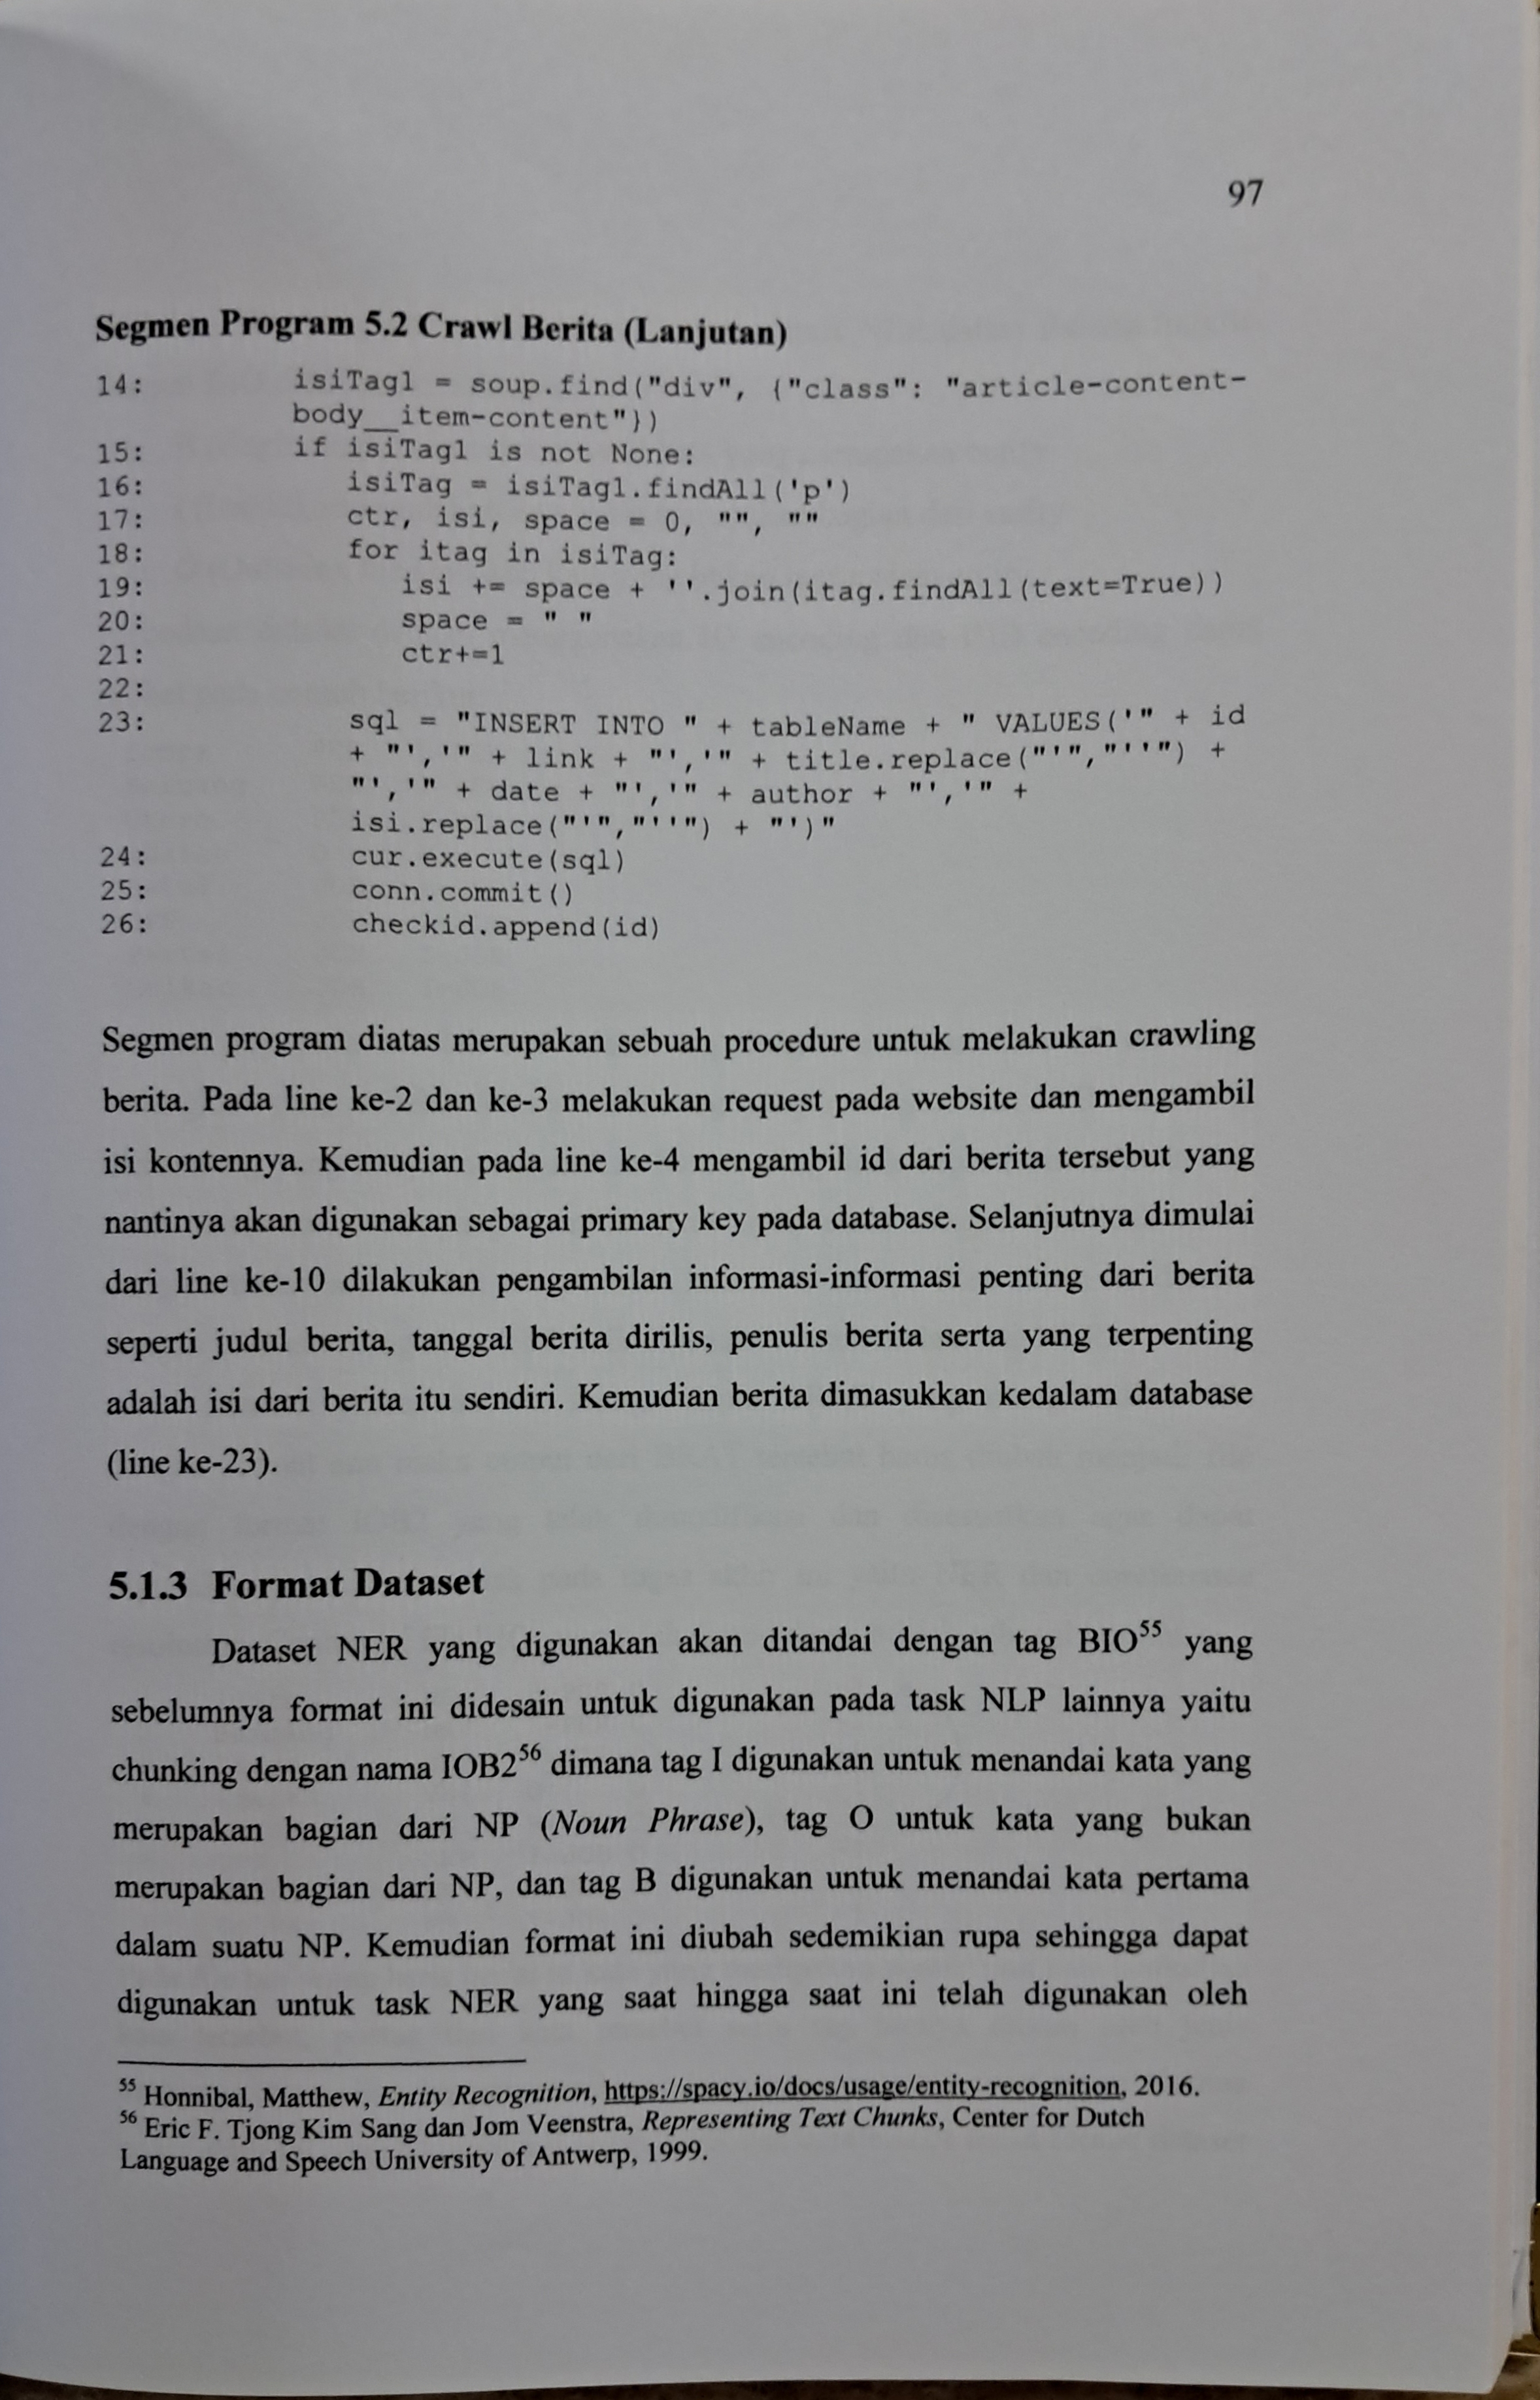 97
Segmen Program 5.2 Crawl Berita (Lanjutan)
14: isiTag1 = soup.find("div", {"class": "article-content-
body__item-content"})
15: if isiTag1 is not None:
16: isiTag = isiTag1.findAll('p')
17: ctr, isi, space = 0, "", ""
18: for itag in isiTag:
19: isi += space + ''.join(itag.findAll(text=True))
20: space = " "
21: ctr+=1
22:
23: sql = "INSERT INTO " + tableName + " VALUES('" + id
+ "','" + link + "','" + title.replace("'","''") +
"','" + date + "','" + author + "','" +
isi.replace("'","''") + "')"
24: cur.execute(sql)
25: conn.commit()
26: checkid.append(id)
Segmen program diatas merupakan sebuah procedure untuk melakukan crawling
berita. Pada line ke-2 dan ke-3 melakukan request pada website dan mengambil
isi kontennya. Kemudian pada line ke-4 mengambil id dari berita tersebut yang
nantinya akan digunakan sebagai primary key pada database. Selanjutnya dimulai
dari line ke-10 dilakukan pengambilan informasi-informasi penting dari berita
seperti judul berita, tanggal berita dirilis, penulis berita serta yang terpenting
adalah isi dari berita itu sendiri. Kemudian berita dimasukkan kedalam database
(line ke-23).
5.1.3 Format Dataset
Dataset NER yang digunakan akan ditandai dengan tag BIO55 yang
sebelumnya format ini didesain untuk digunakan pada task NLP lainnya yaitu
chunking dengan nama IOB256 dimana tag I digunakan untuk menandai kata yang
merupakan bagian dari NP (Noun Phrase), tag O untuk kata yang bukan
merupakan bagian dari NP, dan tag B digunakan untuk menandai kata pertama
dalam suatu NP. Kemudian format ini diubah sedemikian rupa sehingga dapat
digunakan untuk task NER yang saat hingga saat ini telah digunakan oleh
55 Honnibal, Matthew, Entity Recognition, https://spacy.io/docs/usage/entity-recognition, 2016.
56 Eric F. Tjong Kim Sang dan Jom Veenstra, Representing Text Chunks, Center for Dutch
Language and Speech University of Antwerp, 1999.